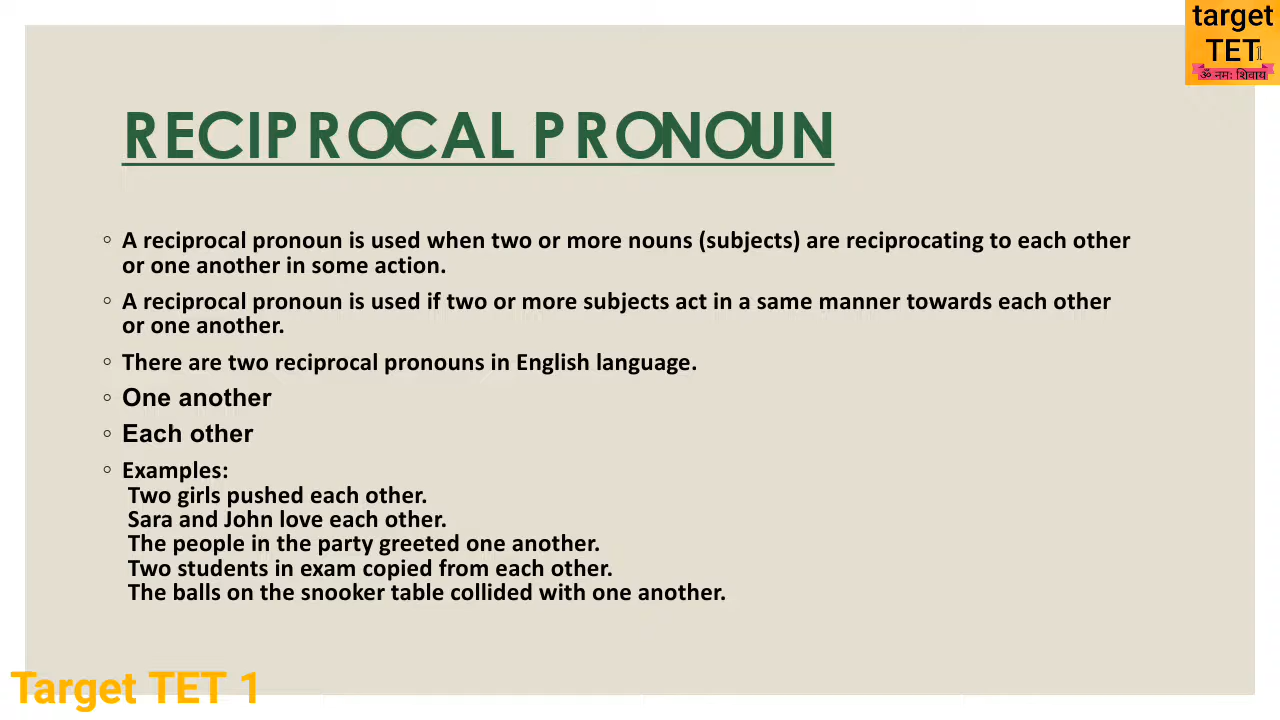 target
TET1
ॐ नमः शिवाय
RECIPROCAL PRONOUN
◦ A reciprocal pronoun is used when two or more nouns (subjects) are reciprocating to each other
or one another in some action.
◦ A reciprocal pronoun is used if two or more subjects act in a same manner towards each other
or one another.
◦ There are two reciprocal pronouns in English language.
◦ One another
◦ Each other
◦ Examples:
Two girls pushed each other.
Sara and John love each other.
The people in the party greeted one another.
Two students in exam copied from each other.
The balls on the snooker table collided with one another.
Target TET 1